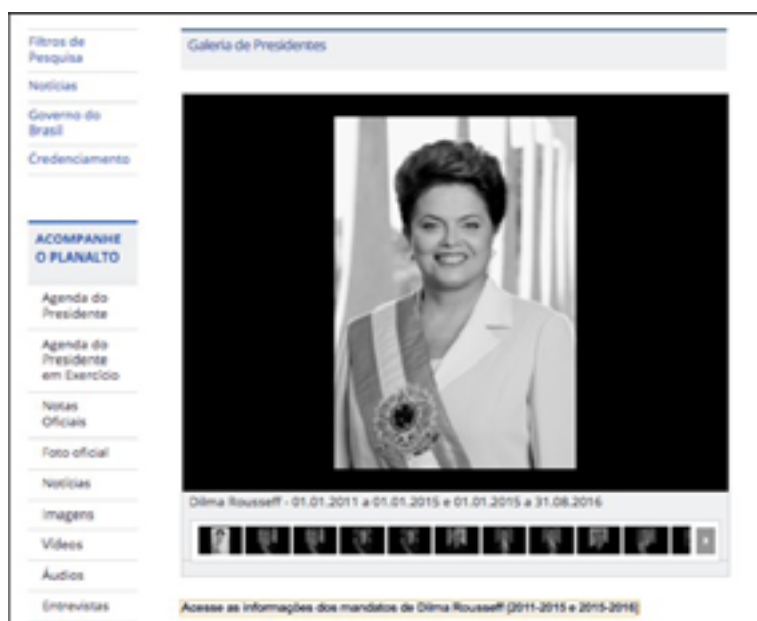 Filtros de
Pesquisa
Notícias
Governo do
Brasil
Credenciamento
ACOMPANHE
O PLANALTO
Agenda do
Presidente
Agenda do
Presidente
em Exercício
Notas
Oficiais
Foto oficial
Notícias
Imagens
Vídeos
Áudios
Entrevistas
Galeria de Presidentes
Dilma Rousseff - 01.01.2011 a 01.01.2015 e 01.01.2015 a 31.08.2016
Acesse as informações dos mandatos de Dilma Rousseff [2011-2015 e 2015-2016]